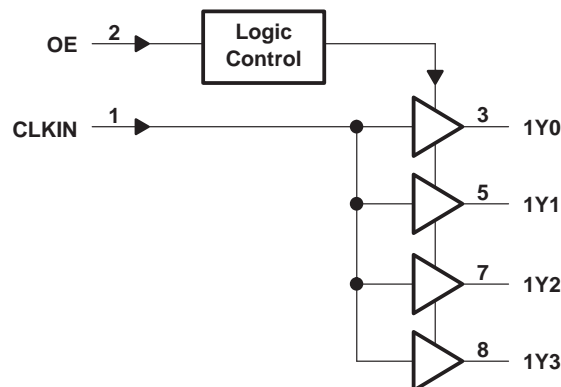 OE 2
Logic
Control
CLKIN 1
3 1Y0
5 1Y1
7 1Y2
8 1Y3